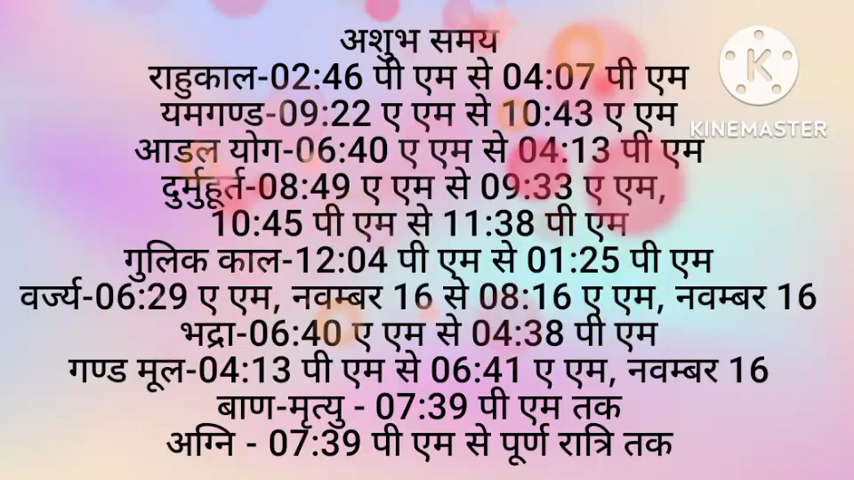 अशुभ समय
राहुकाल-02:46 पी एम से 04:07 पी एम
यमगण्ड-09:22 ए एम से 10:43 ए एम
आडल योग-06:40 ए एम से 04:13 पी एम
दुर्मुहूर्त-08:49 ए एम से 09:33 ए एम,
10:45 पी एम से 11:38 पी एम
गुलिक काल-12:04 पी एम से 01:25 पी एम
वर्ज्य-06:29 ए एम, नवम्बर 16 से 08:16 ए एम, नवम्बर 16
भद्रा-06:40 ए एम से 04:38 पी एम
गण्ड मूल-04:13 पी एम से 06:41 ए एम, नवम्बर 16
बाण-मृत्यु - 07:39 पी एम तक
अग्नि - 07:39 पी एम से पूर्ण रात्रि तक
K
KINEMASTER